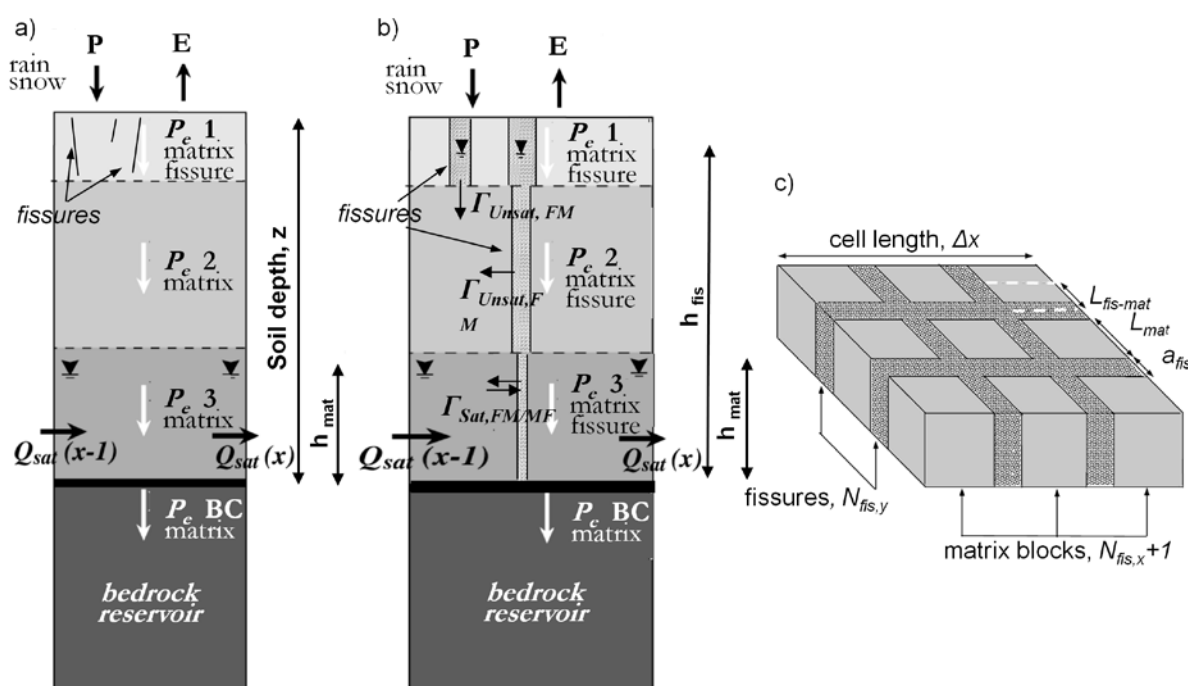 a)
P
E
rain
snow
Pe 1
matrix
fissure
fissures
Pe 2
matrix
Pe 3
matrix
Qsat (x-1)
Qsat (x)
Pe BC
matrix
bedrock
reservoir
Soil depth, z
hmat
b)
P
E
rain
snow
Pe 1
matrix
fissure
fissures
ΓUnsat, FM
Pe 2
matrix
fissure
ΓUnsat,F
M
Pe 3
matrix
fissure
ΓSat,FM/MF
Qsat (x-1)
Qsat (x)
Pe BC
matrix
bedrock
reservoir
hfis
hmat
c)
cell length, Δx
Lfis-mat
Lmat
afis
fissures, Nfis,y
matrix blocks, Nfis,x+1